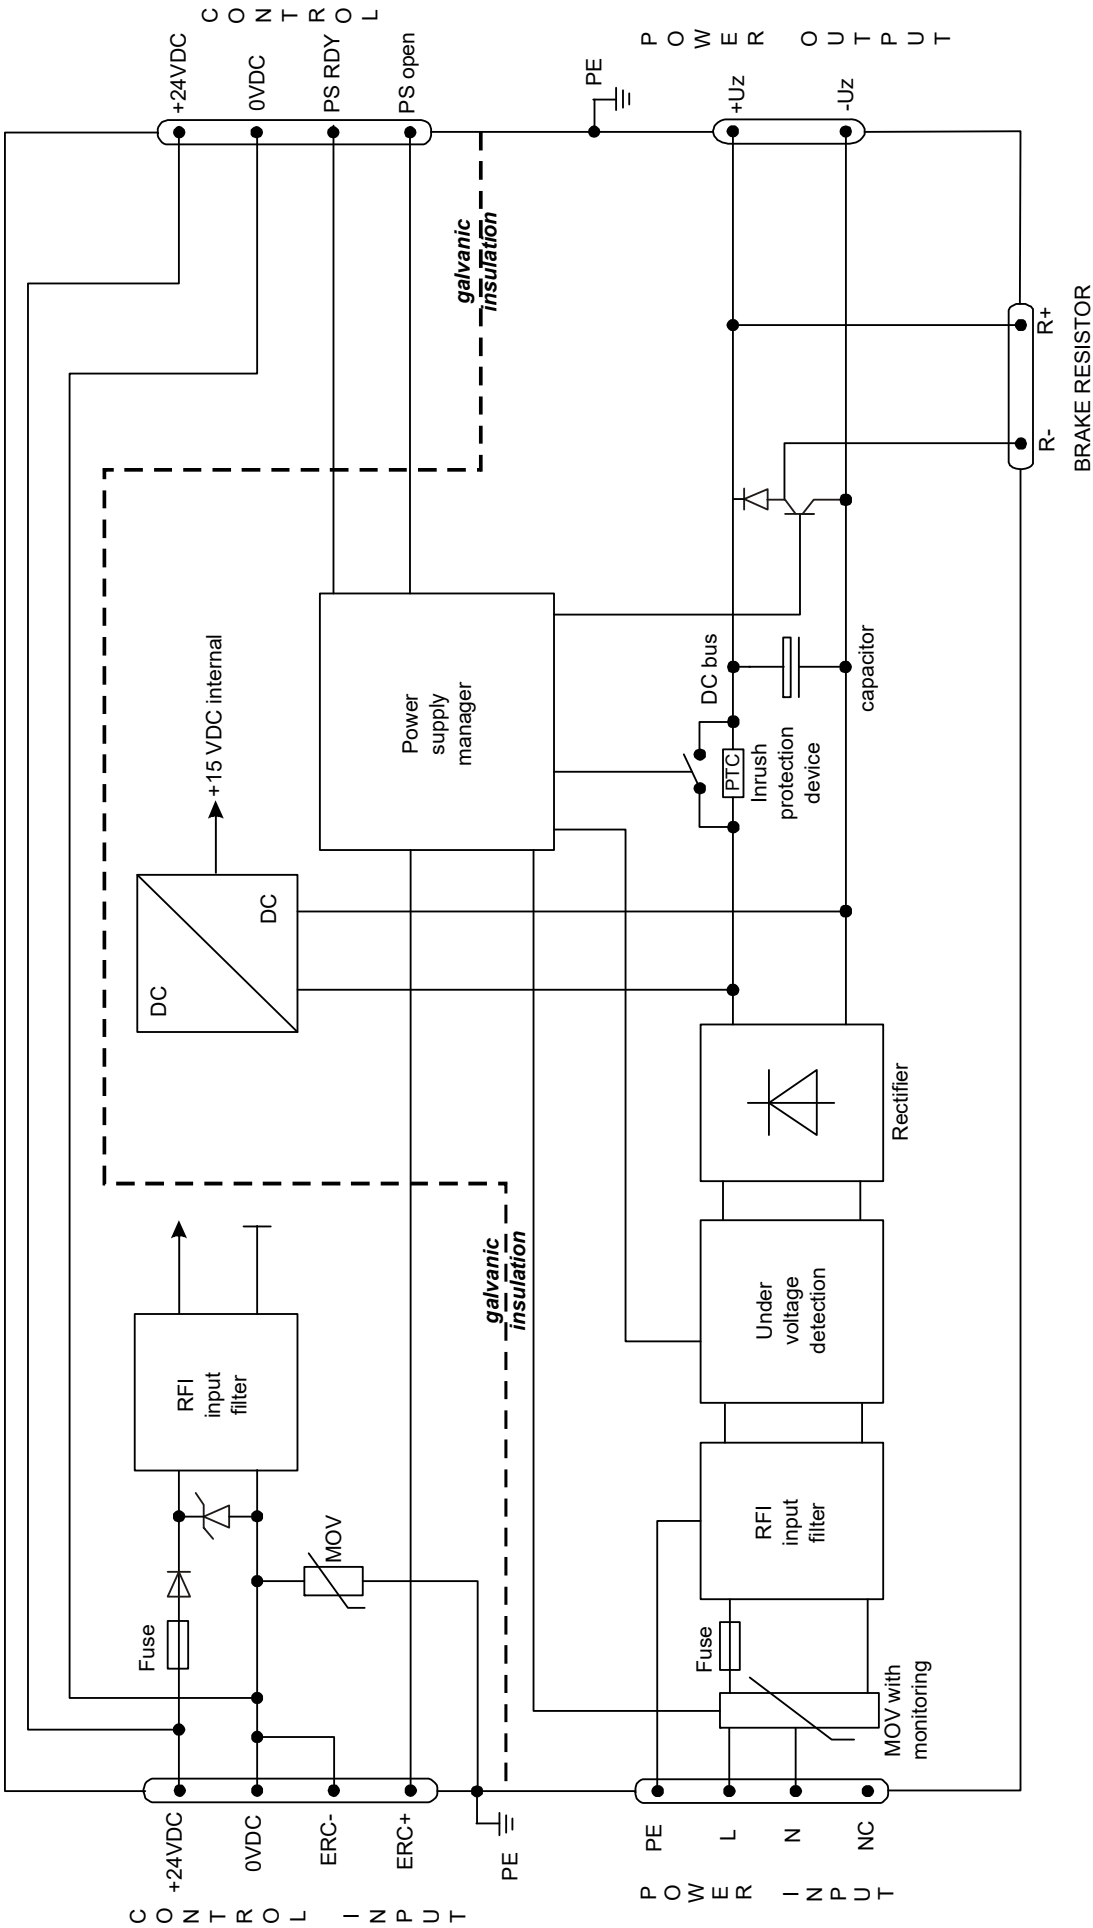 CONTROL INPUT
+24VDC
0VDC
ERC-
ERC+
PE
POWER INPUT
PE
L
N
NC
Fuse
MOV
RFI
input
filter
galvanic
insulation
Fuse
MOV with
monitoring
RFI
input
filter
Under
voltage
detection
Rectifier
DC
DC
+15 VDC internal
Power
supply
manager
PTC
Inrush
protection
device
DC bus
capacitor
galvanic
insulation
CONTROL
+24VDC
0VDC
PS RDY
PS open
PE
POWER OUTPUT
+Uz
-Uz
R-
R+
BRAKE RESISTOR